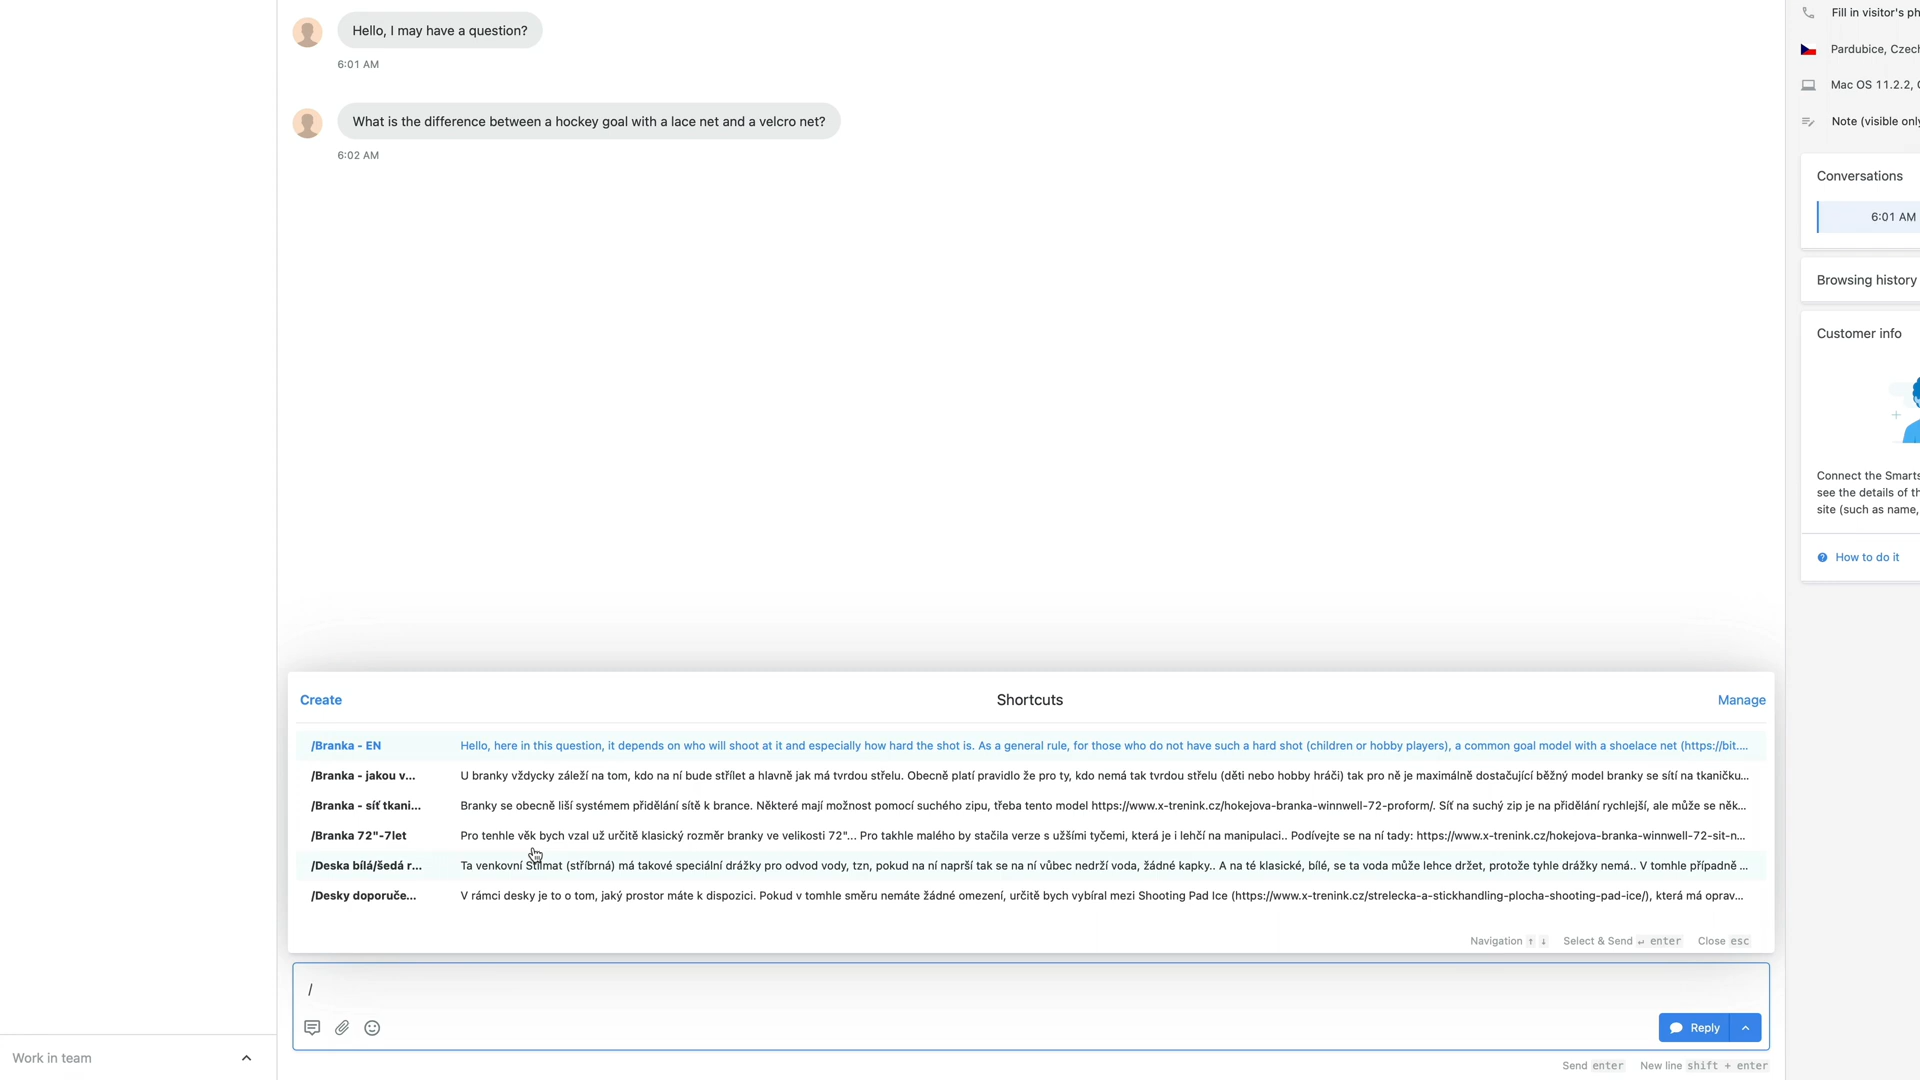 Hello, I may have a question?
6:01 AM
What is the difference between a hockey goal with a lace net and a velcro net?
6:02 AM
Create
Shortcuts
Manage
/Branka - EN Hello, here in this question, it depends on who will shoot at it and especially how hard the shot is. As a general rule, for those who do not have such a hard shot (children or hobby players), a common goal model with a shoelace net (https://bit....
/Branka - jakou v... U branky vždycky záleží na tom, kdo na ní bude střílet a hlavně jak má tvrdou střelu. Obecně platí pravidlo že pro ty, kdo nemá tak tvrdou střelu (děti nebo hobby hráči) tak pro ně je maximálně dostačující běžný model branky se sítí na tkaničku...
/Branka - síť tkani... Branky se obecně liší systémem přidělání sítě k brance. Některé mají možnost pomocí suchého zipu, třeba tento model https://www.x-trenink.cz/hokejova-branka-winnwell-72-proform/. Síť na suchý zip je na přidělání rychlejší, ale může se něk...
/Branka 72"-7let Pro tenhle věk bych vzal už určitě klasický rozměr branky ve velikosti 72"... Pro takhle malého by stačila verze s užšími tyčemi, která je i lehčí na manipulaci.. Podívejte se na ní tady: https://www.x-trenink.cz/hokejova-branka-winnwell-72-sit-n...
/Deska bílá/šedá r... Ta venkovní Stilmat (stříbrná) má takové speciální drážky pro odvod vody, tzn, pokud na ní naprší tak se na ní vůbec nedrží voda, žádné kapky.. A na té klasické, bílé, se ta voda může lehce držet, protože tyhle drážky nemá.. V tomhle případně ...
/Desky doporuče... V rámci desky je to o tom, jaký prostor máte k dispozici. Pokud v tomhle směru nemáte žádné omezení, určitě bych vybíral mezi Shooting Pad Ice (https://www.x-trenink.cz/strelecka-a-stickhandling-plocha-shooting-pad-ice/), která má oprav...
Navigation ↑ ↓ Select & Send ↵ enter Close esc
/
Reply
Send enter New line shift + enter
Work in team
Fill in visitor's ph
Pardubice, Czech
Mac OS 11.2.2,
Note (visible only
Conversations
6:01 AM
Browsing history
Customer info
Connect the Smarts
see the details of th
site (such as name,
How to do it